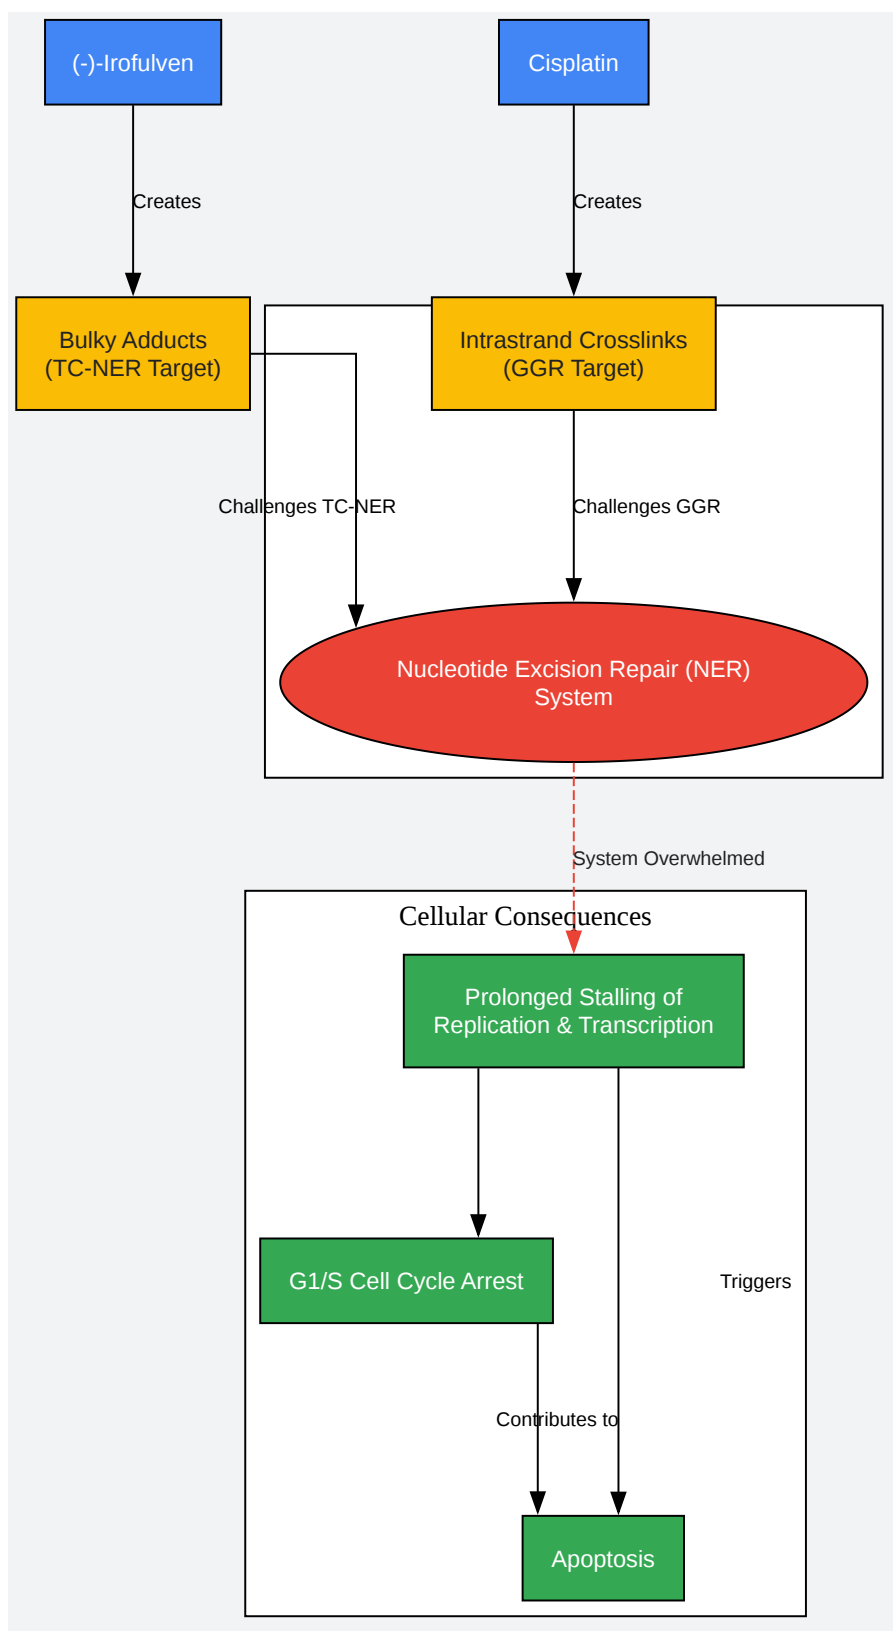 (-)-Irofulven
Cisplatin
Creates
Creates
Bulky Adducts
(TC-NER Target)
Intrastrand Crosslinks
(GGR Target)
Challenges TC-NER
Challenges GGR
Nucleotide Excision Repair (NER)
System
System Overwhelmed
Cellular Consequences
Prolonged Stalling of
Replication & Transcription
G1/S Cell Cycle Arrest
Triggers
Contributes to
Apoptosis